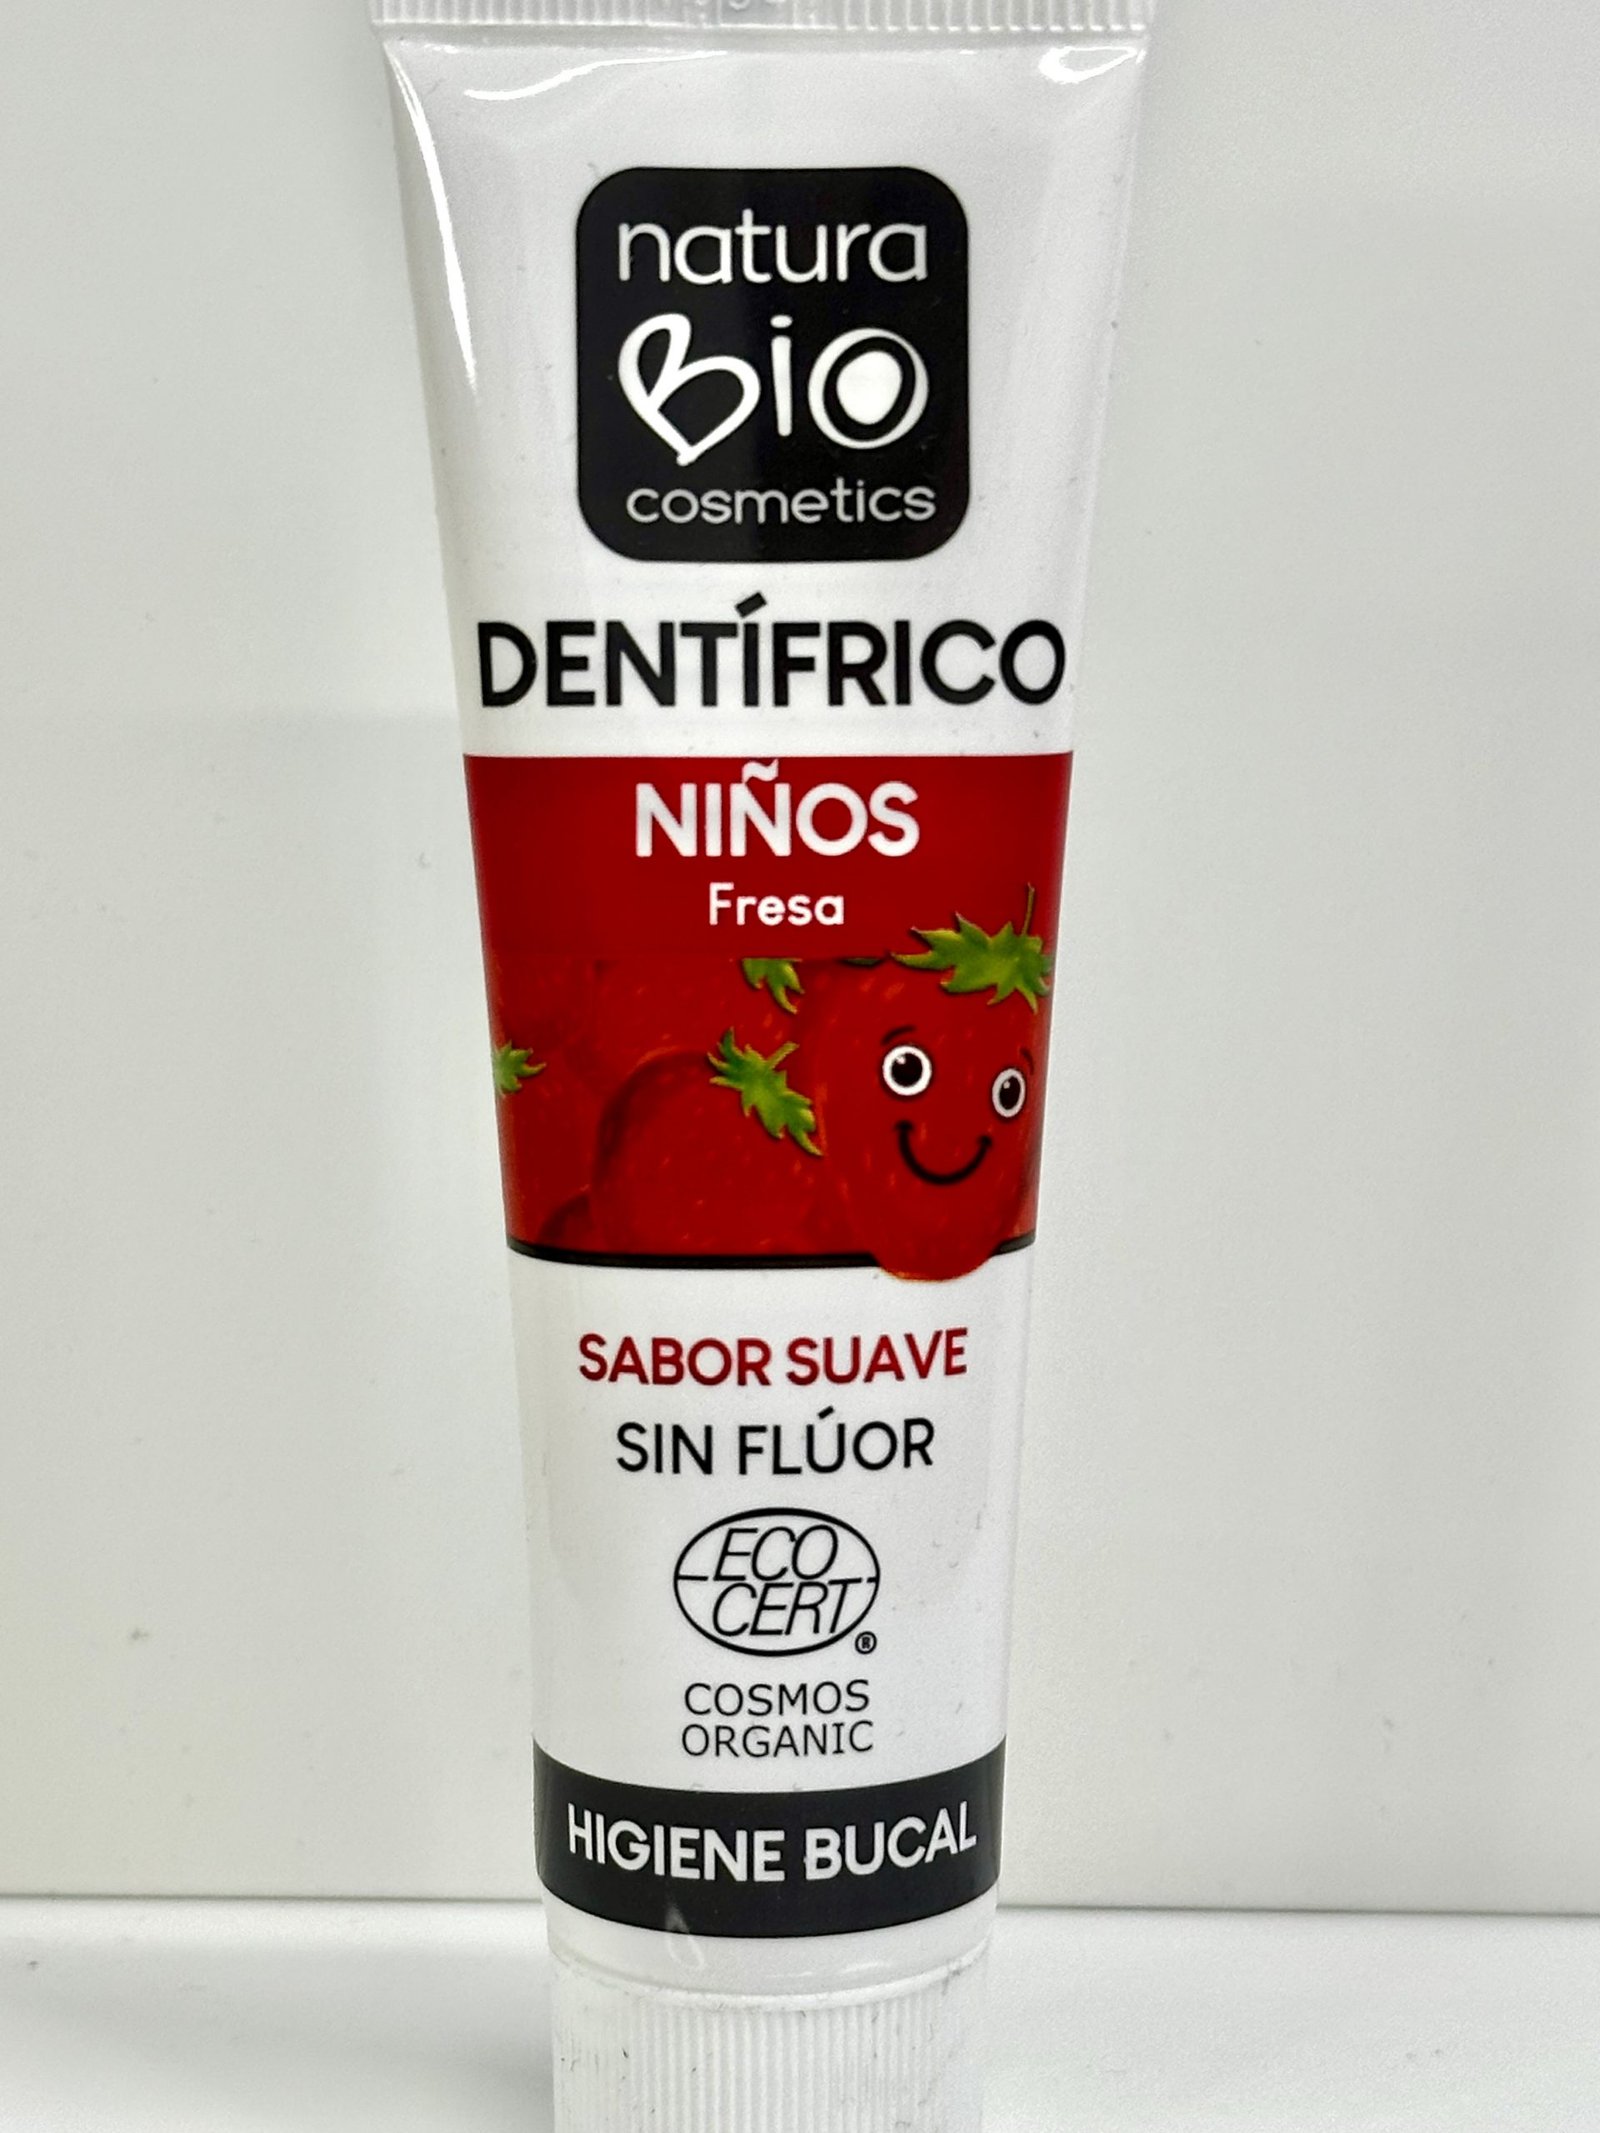 natura
Bio
cosmetics
DENTÍFRICO
NIÑOS
Fresa
SABOR SUAVE
SIN FLÚOR
ECO
CERT®
COSMOS
ORGANIC
HIGIENE BUCAL